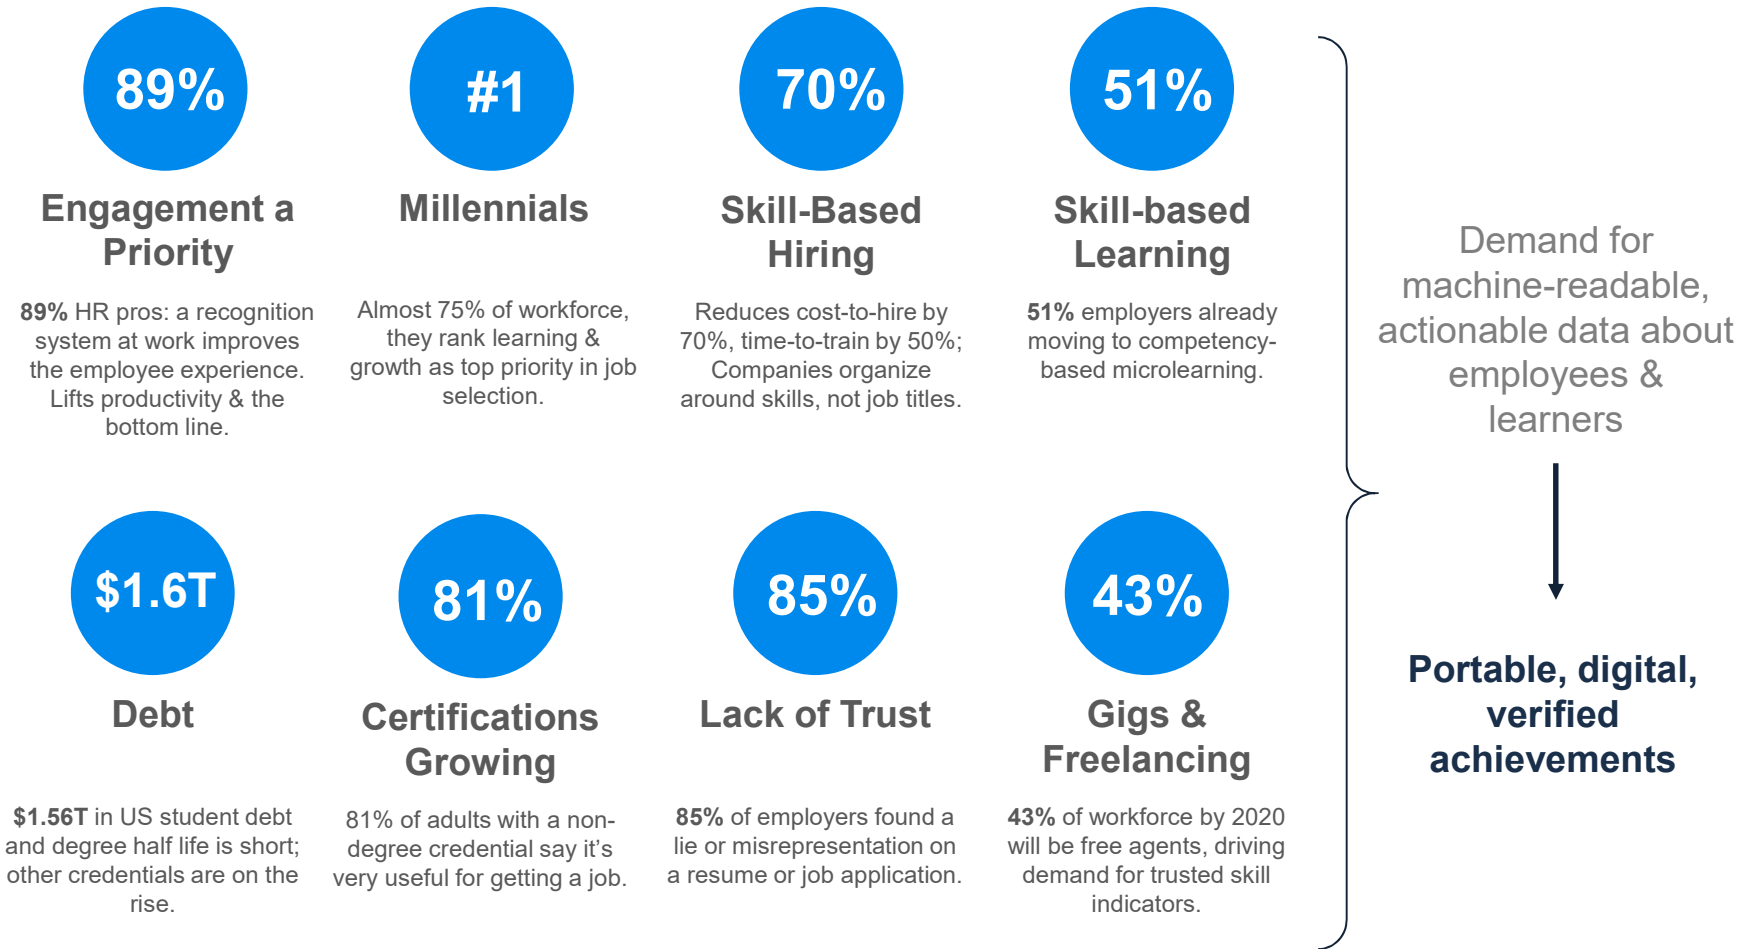 89%
Engagement a
Priority
89% HR pros: a recognition
system at work improves
the employee experience.
Lifts productivity & the
bottom line.
#1
Millennials
Almost 75% of workforce,
they rank learning &
growth as top priority in job
selection.
70%
Skill-Based
Hiring
Reduces cost-to-hire by
70%, time-to-train by 50%;
Companies organize
around skills, not job titles.
51%
Skill-based
Learning
51% employers already
moving to competency-
based microlearning.
$1.6T
Debt
$1.56T in US student debt
and degree half life is short;
other credentials are on the
rise.
81%
Certifications
Growing
81% of adults with a non-
degree credential say it’s
very useful for getting a job.
85%
Lack of Trust
85% of employers found a
lie or misrepresentation on
a resume or job application.
43%
Gigs &
Freelancing
43% of workforce by 2020
will be free agents, driving
demand for trusted skill
indicators.
Demand for
machine-readable,
actionable data about
employees &
learners
Portable, digital,
verified
achievements